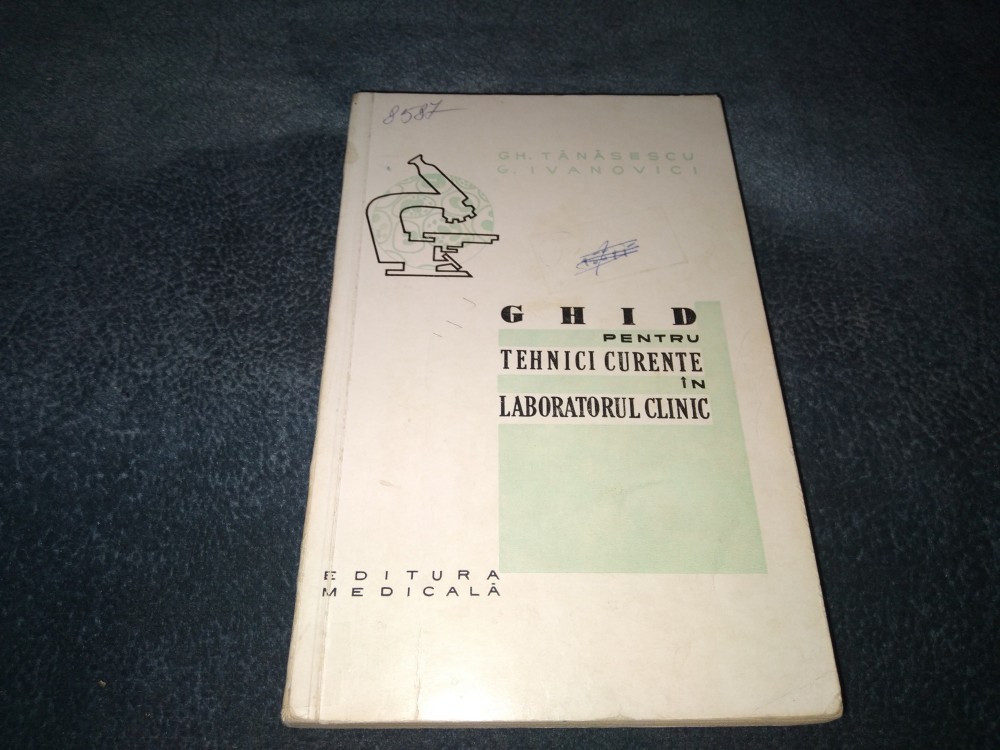 8587
GH. TĂNĂSESCU
G. IVANOVICI
GHID
PENTRU
TEHNICI CURENTE
ÎN
LABORATORUL CLINIC
EDITURA
MEDICALĂ